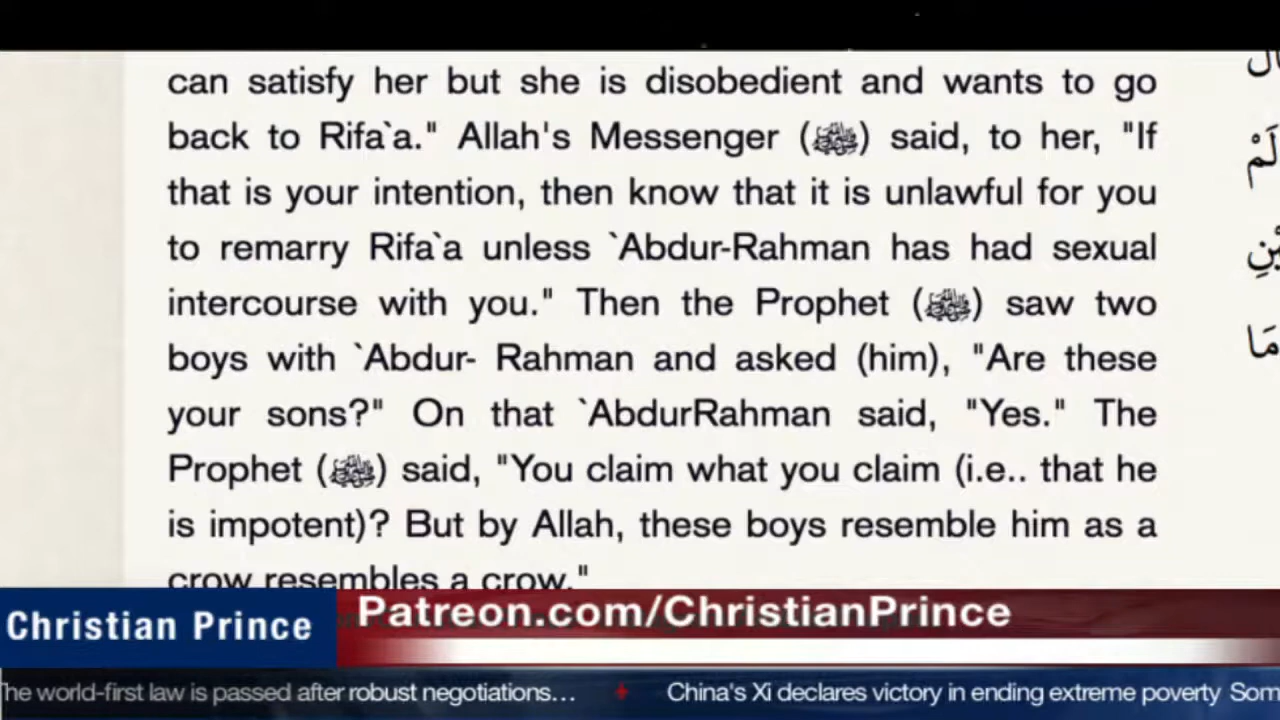 can satisfy her but she is disobedient and wants to go
back to Rifa`a." Allah's Messenger (ﷺ) said, to her, "If
that is your intention, then know that it is unlawful for you
to remarry Rifa`a unless `Abdur-Rahman has had sexual
intercourse with you." Then the Prophet (ﷺ) saw two
boys with `Abdur- Rahman and asked (him), "Are these
your sons?" On that `AbdurRahman said, "Yes." The
Prophet (ﷺ) said, "You claim what you claim (i.e.. that he
is impotent)? But by Allah, these boys resemble him as a
crow resembles a crow."
لَمْ
مَا
Christian Prince
Patreon.com/ChristianPrince
The world-first law is passed after robust negotiations... China's Xi declares victory in ending extreme poverty Som